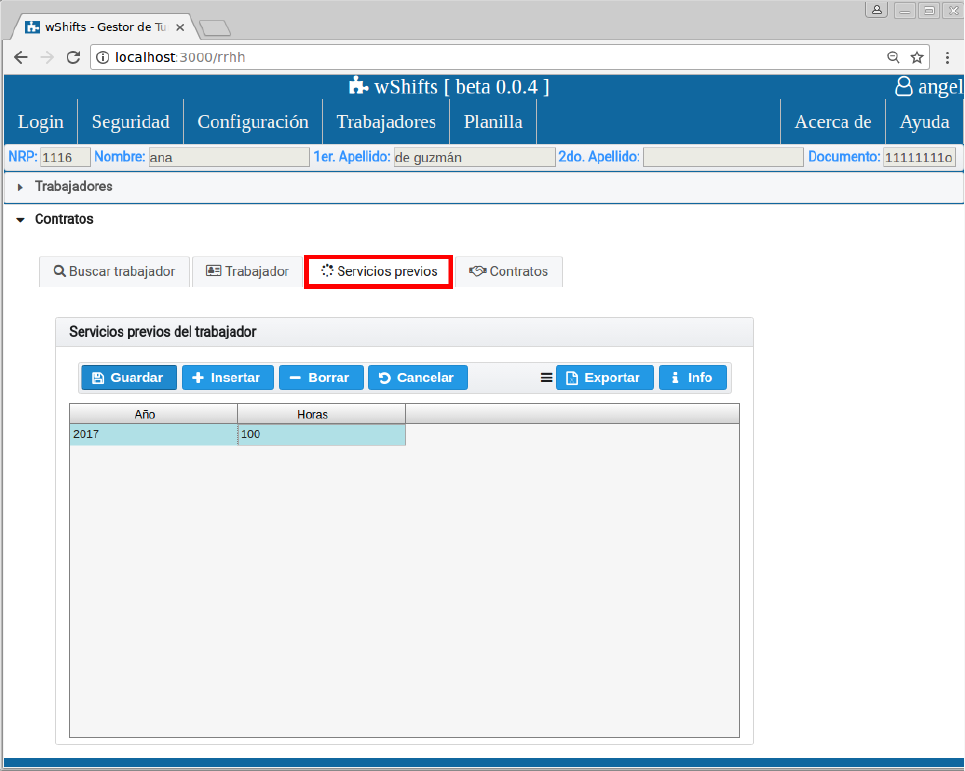 wShifts - Gestor de Tu
localhost:3000/rrhh
wShifts [ beta 0.0.4 ] angel
Login Seguridad Configuración Trabajadores Planilla Acerca de Ayuda
NRP: 1116 Nombre: ana 1er. Apellido: de guzmán 2do. Apellido: Documento: 11111111o
Trabajadores
Contratos
Buscar trabajador Trabajador Servicios previos Contratos
Servicios previos del trabajador
Guardar Insertar Borrar Cancelar Exportar Info
Año Horas
2017 100